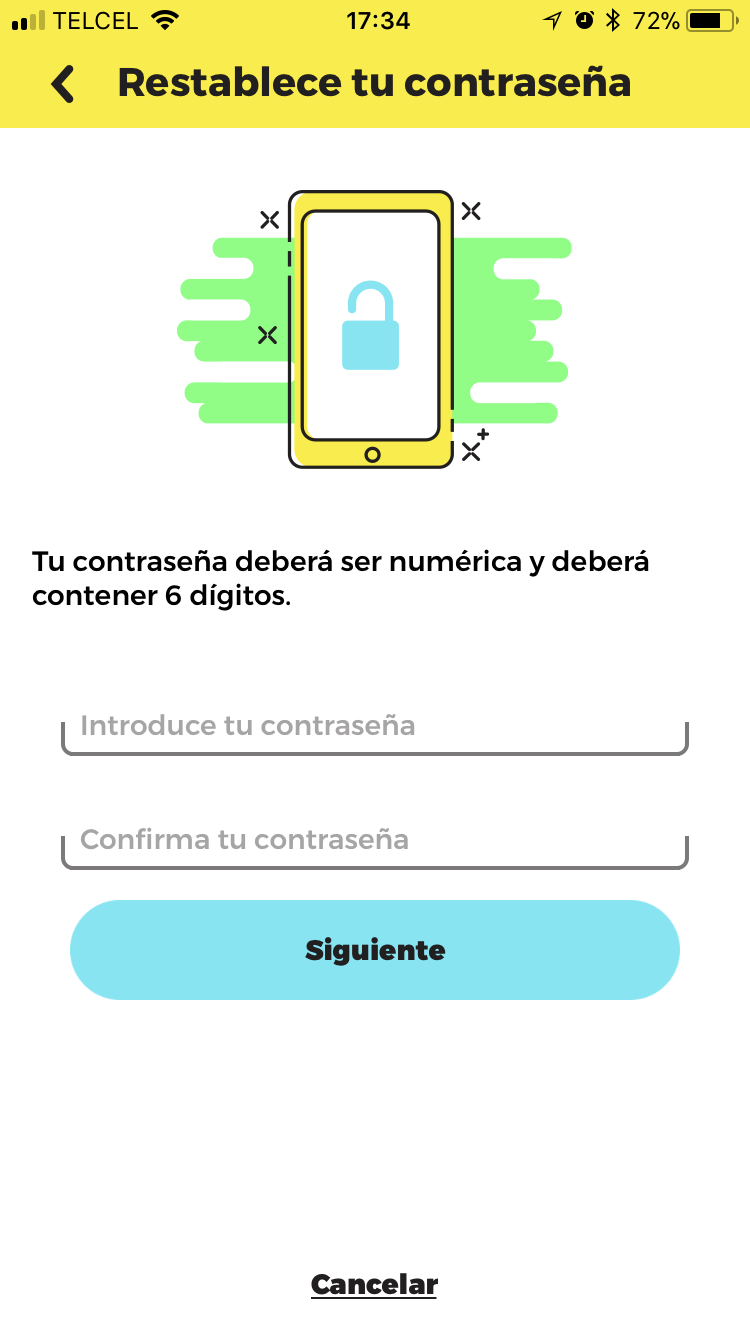 TELCEL 17:34 72%
Restablece tu contraseña
Tu contraseña deberá ser numérica y deberá
contener 6 dígitos.
Introduce tu contraseña
Confirma tu contraseña
Siguiente
Cancelar